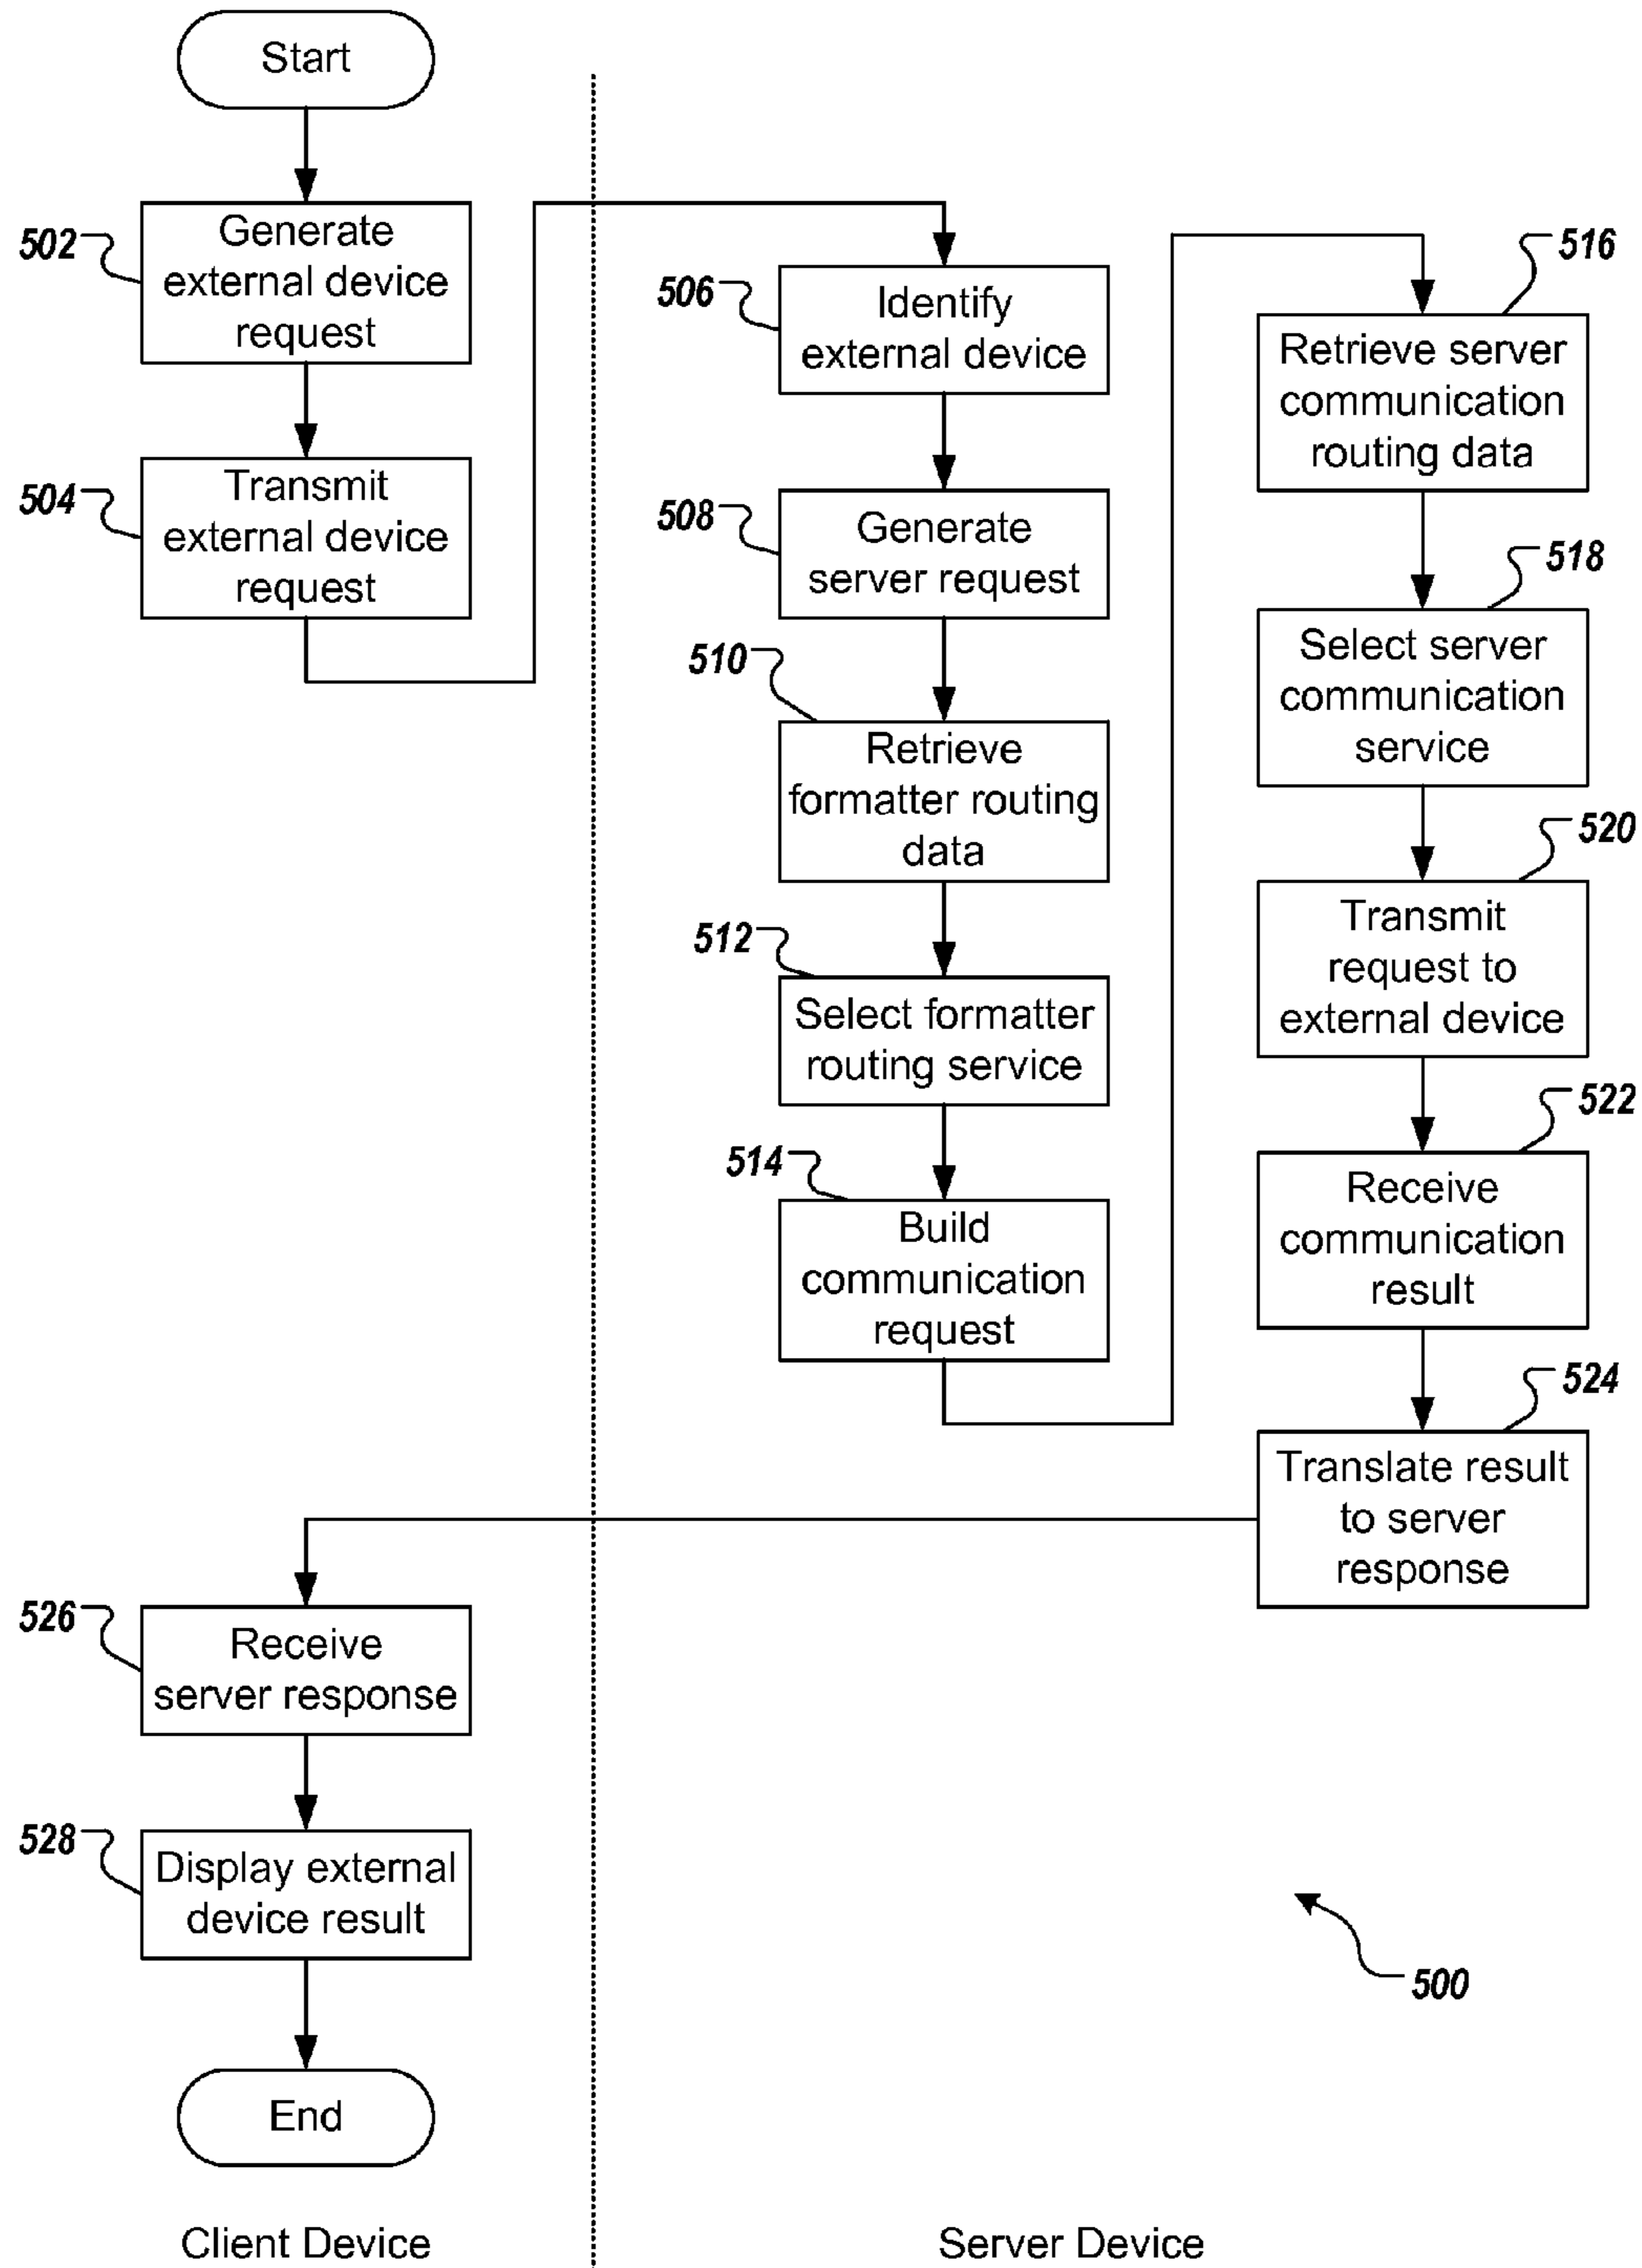 Start
502
Generate
external device
request
504
Transmit
external device
request
506
Identify
external device
508
Generate
server request
510
Retrieve
formatter routing
data
512
Select formatter
routing service
514
Build
communication
request
516
Retrieve server
communication
routing data
518
Select server
communication
service
520
Transmit
request to
external device
522
Receive
communication
result
524
Translate result
to server
response
526
Receive
server response
528
Display external
device result
End
500
Client Device
Server Device